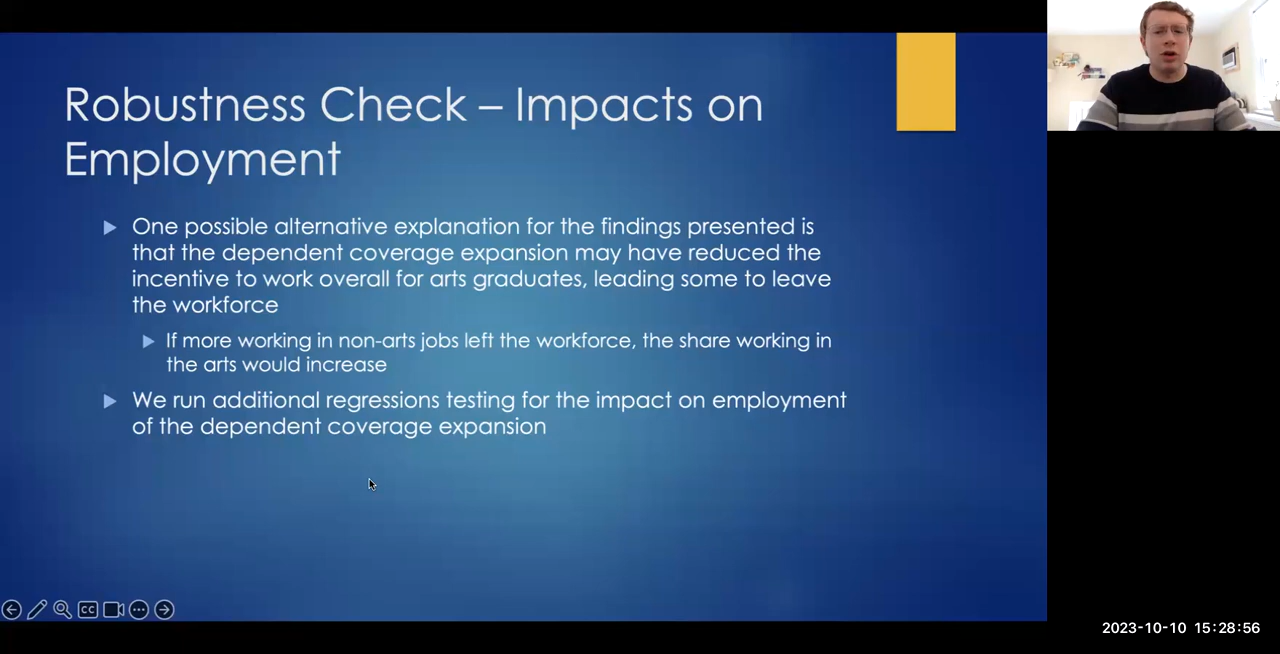 Robustness Check – Impacts on
Employment
One possible alternative explanation for the findings presented is
that the dependent coverage expansion may have reduced the
incentive to work overall for arts graduates, leading some to leave
the workforce
If more working in non-arts jobs left the workforce, the share working in
the arts would increase
We run additional regressions testing for the impact on employment
of the dependent coverage expansion
CC
2023-10-10 15:28:56